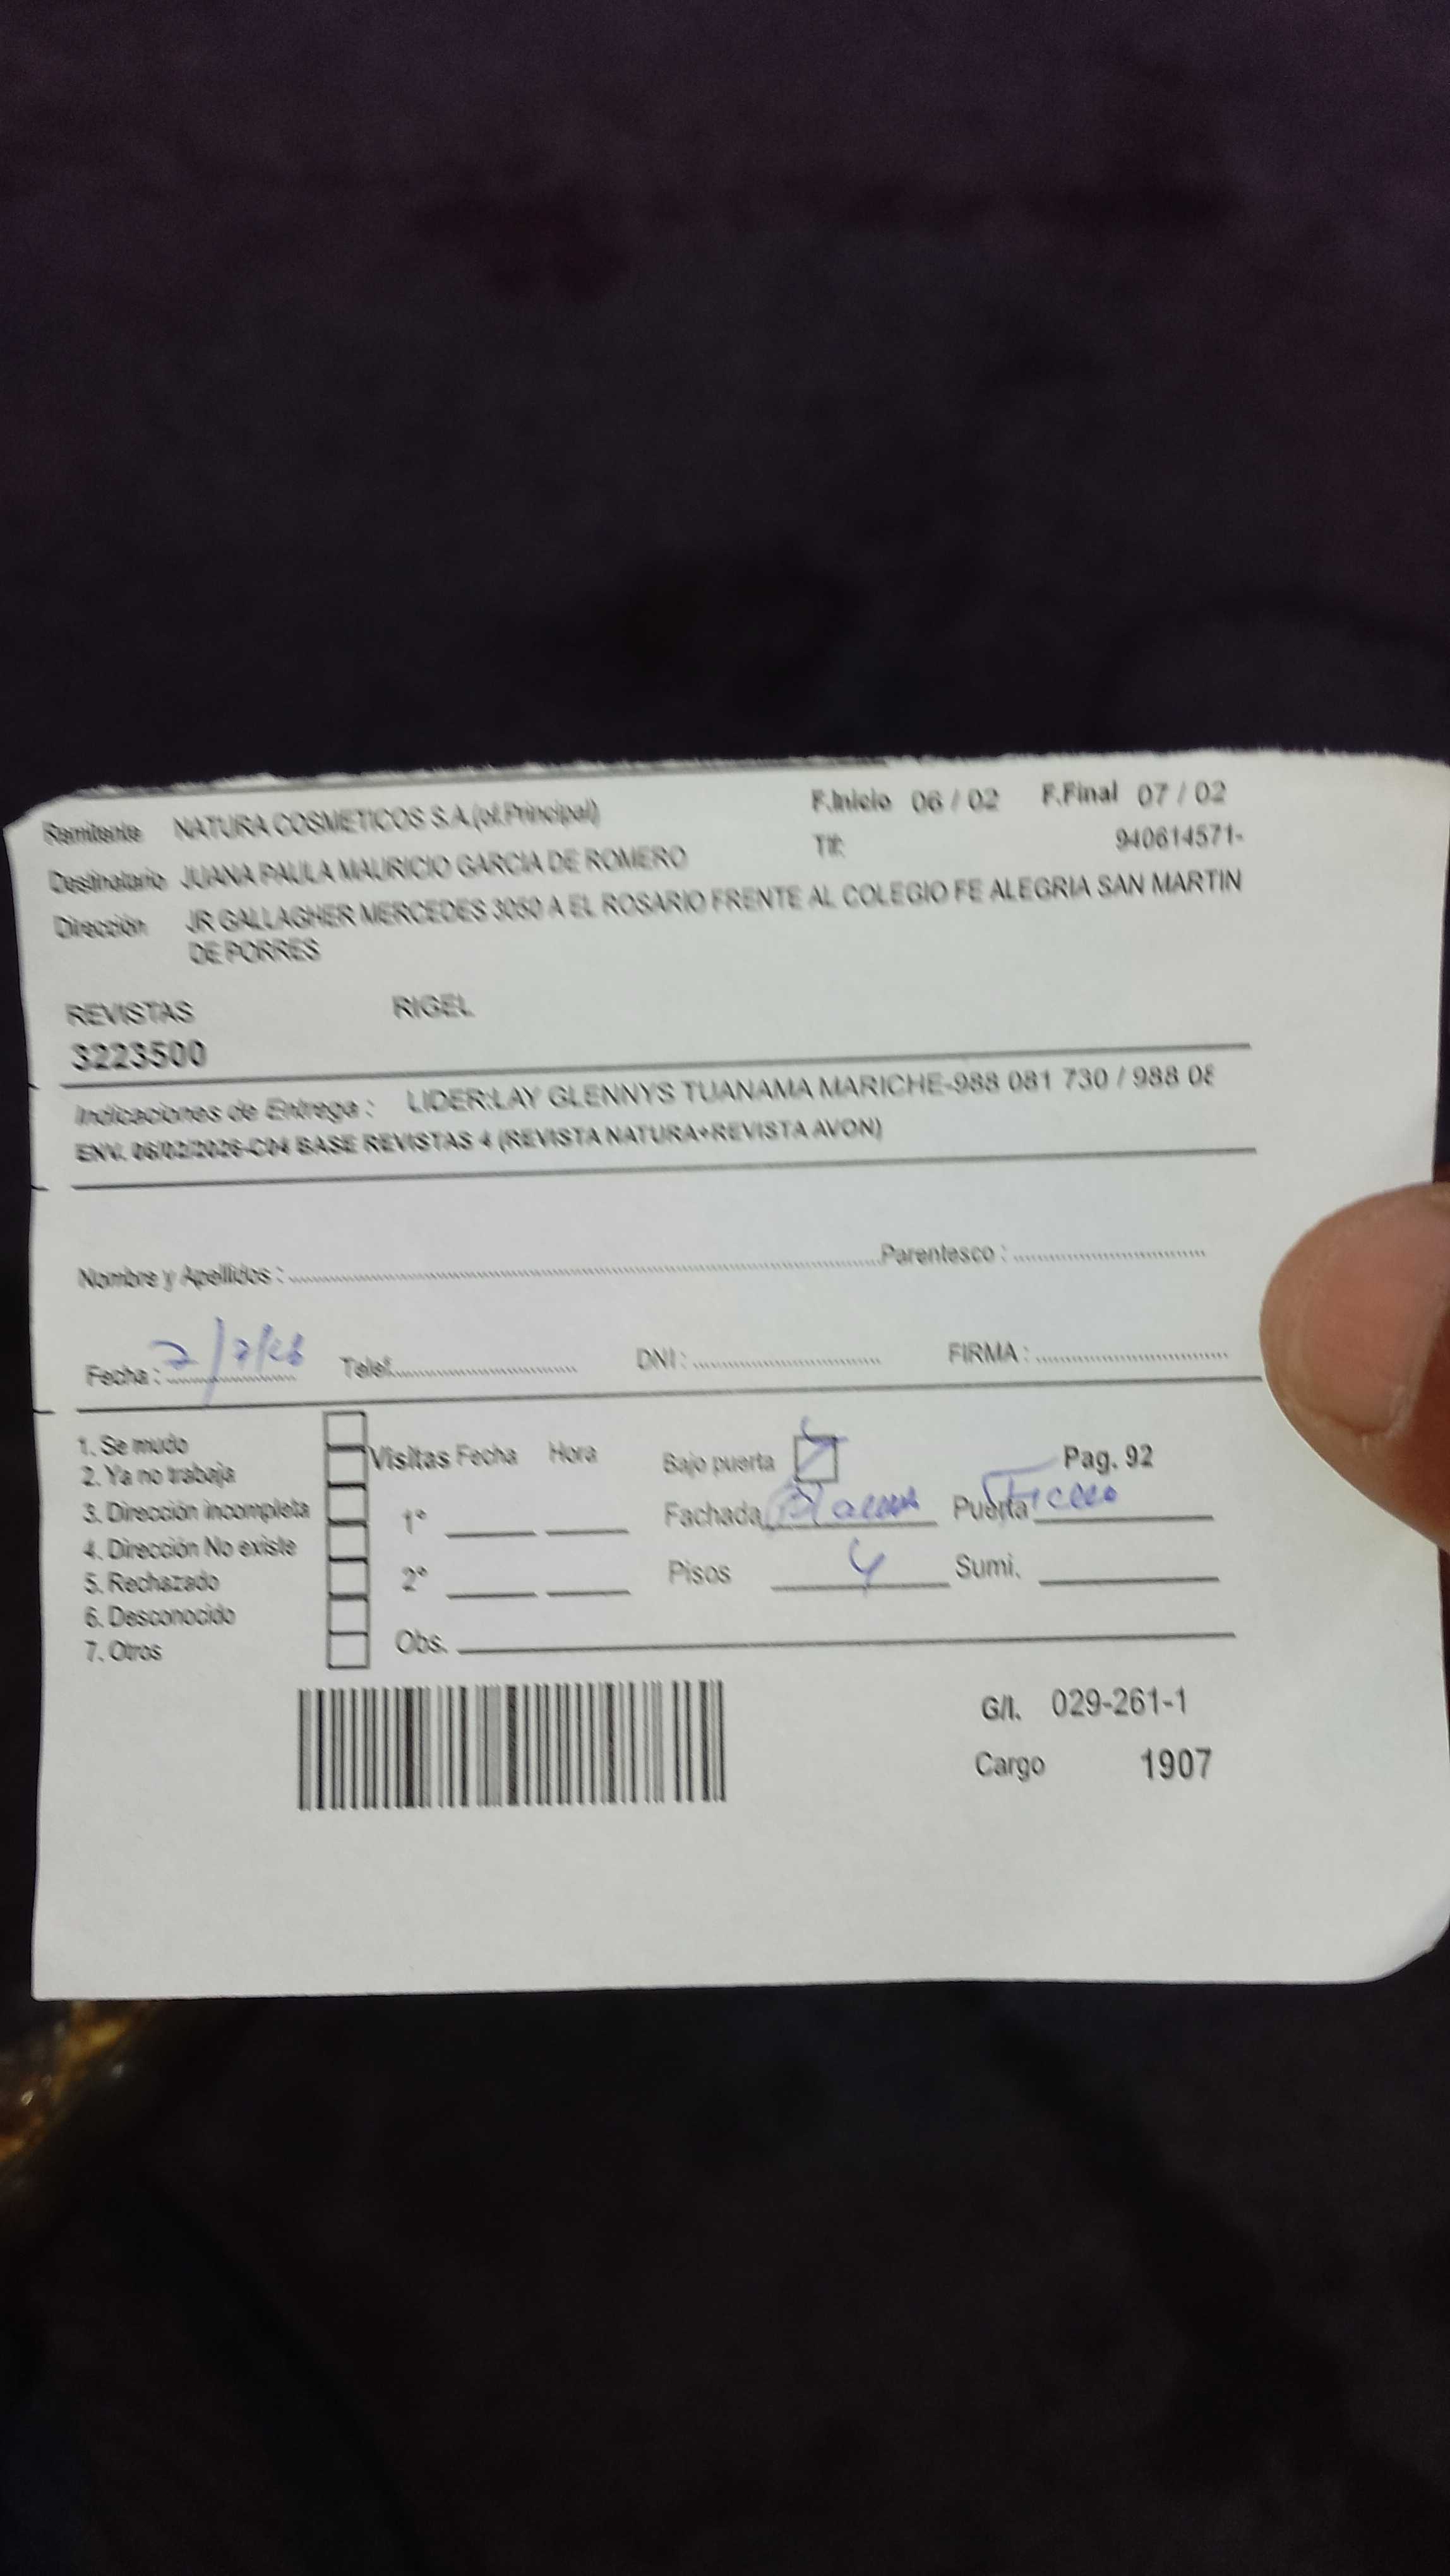 Remitente NATURA COSMETICOS S.A.(of.Principal) F.Inicio 06 / 02 F.Final 07 / 02
Destinatario JUANA PAULA MAURICIO GARCIA DE ROMERO Tlf: 940614571-
Dirección JR GALLAGHER MERCEDES 3050 A EL ROSARIO FRENTE AL COLEGIO FE ALEGRIA SAN MARTIN
DE PORRES
REVISTAS RIGEL
3223500
Indicaciones de Entrega : LIDER:LAY GLENNYS TUANAMA MARICHE-988 081 730 / 988 08
ENV. 06/02/2026-C04 BASE REVISTAS 4 (REVISTA NATURA+REVISTA AVON)
Nombre y Apellidos : Parentesco :
Fecha : Telef. DNI : FIRMA :
1. Se mudo
2. Ya no trabaja
3. Dirección incompleta
4. Dirección No existe
5. Rechazado
6. Desconocido
7. Otros
Visitas Fecha Hora
1°
2°
Obs.
Bajo puerta Pag. 92
Fachada Puerta
Pisos 4 Sumi.
G/I. 029-261-1
Cargo 1907